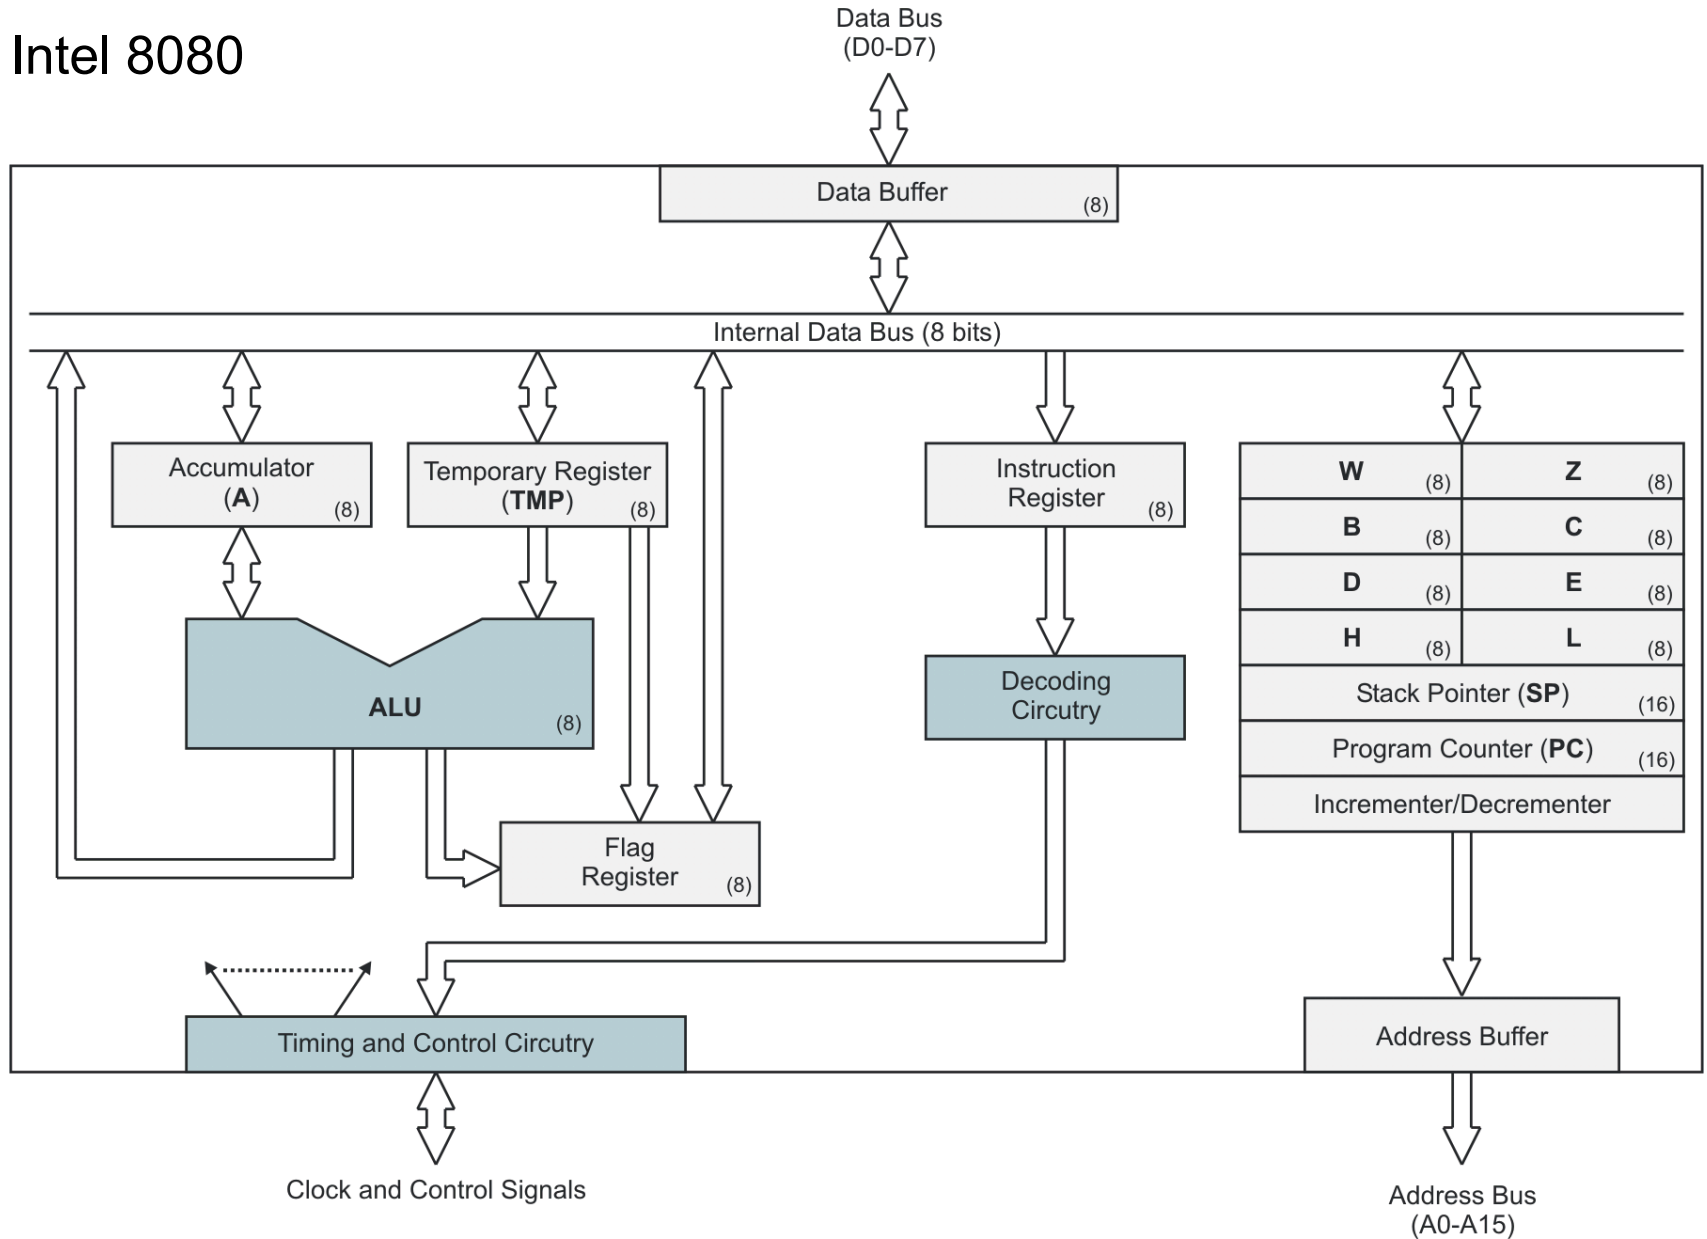 Intel 8080
Data Bus
(D0-D7)
Data Buffer
(8)
Internal Data Bus (8 bits)
Accumulator
(A)
(8)
Temporary Register
(TMP)
(8)
Instruction
Register
(8)
W
(8)
Z
(8)
B
(8)
C
(8)
D
(8)
E
(8)
H
(8)
L
(8)
Stack Pointer (SP)
(16)
Program Counter (PC)
(16)
Incrementer/Decrementer
ALU
(8)
Decoding
Circutry
Flag
Register
(8)
Timing and Control Circutry
Address Buffer
Clock and Control Signals
Address Bus
(A0-A15)